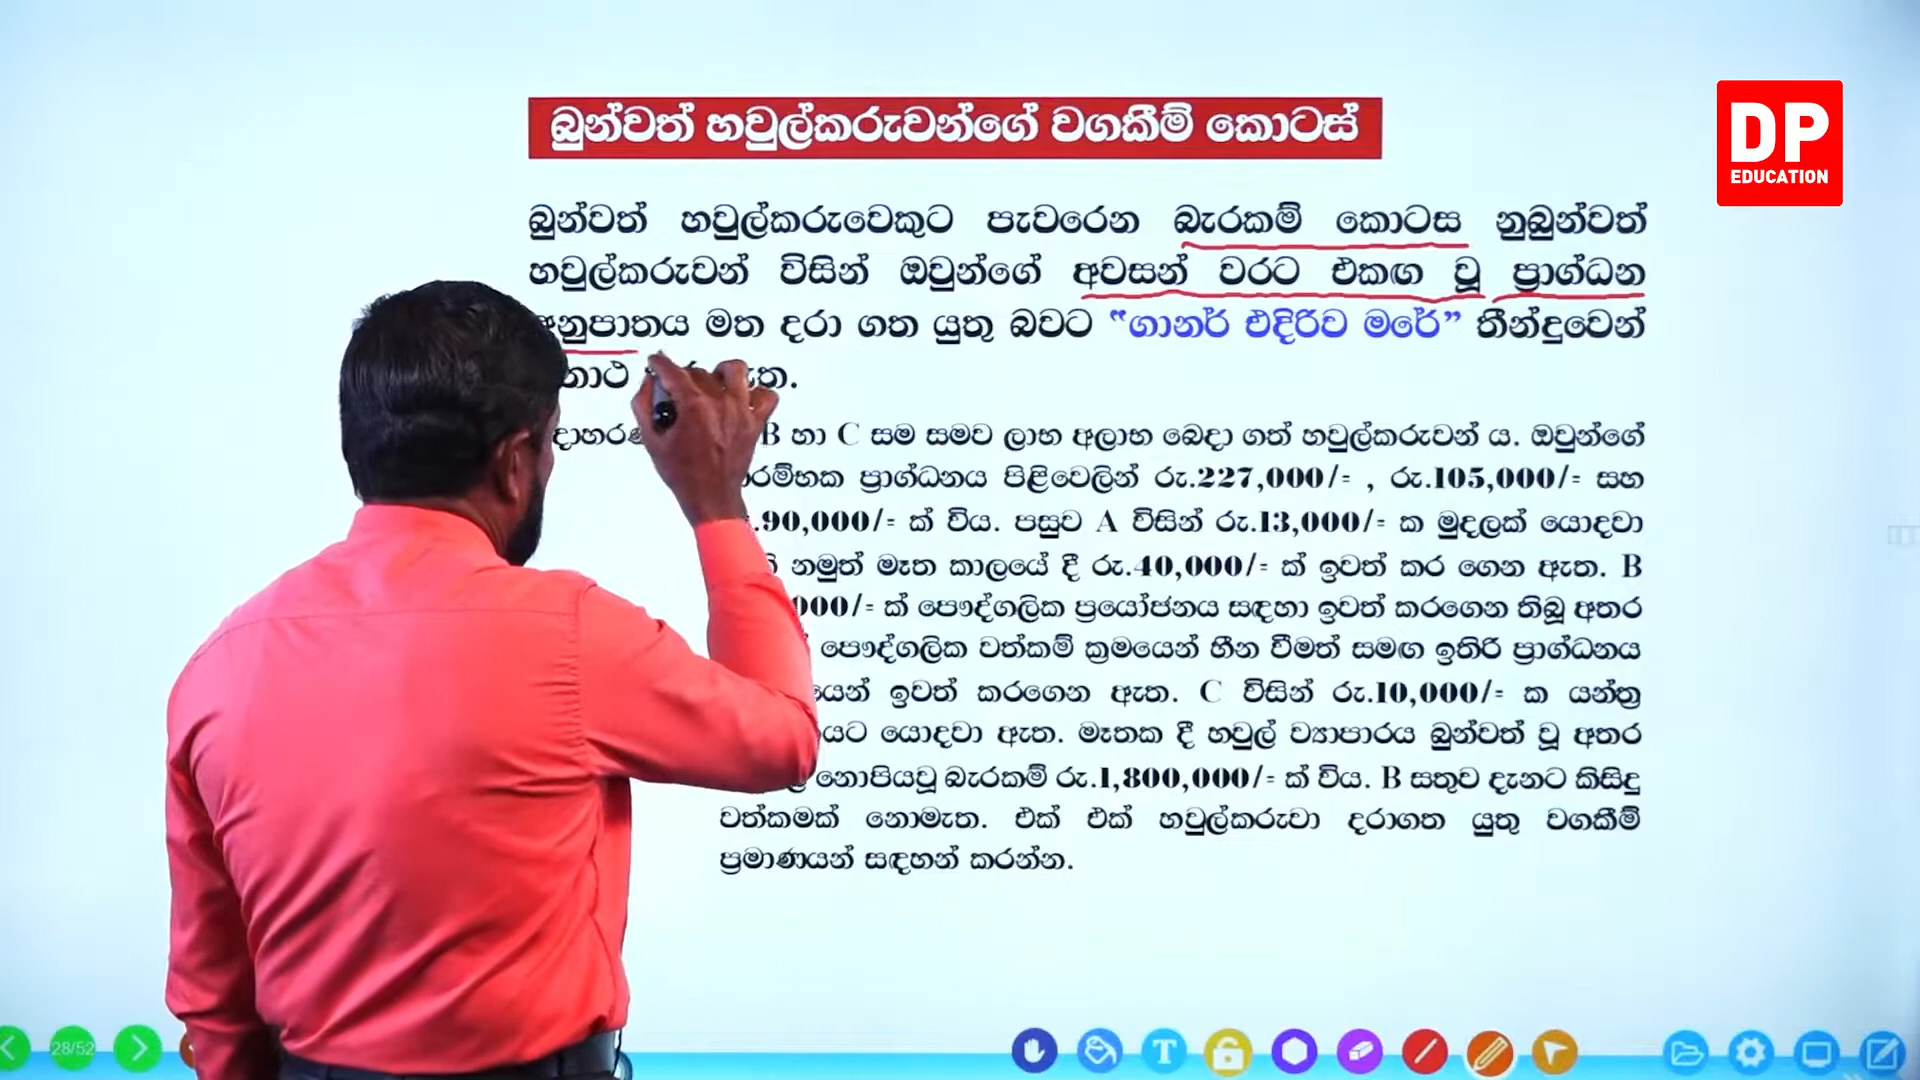 බුන්වත් හවුල්කරුවන්ගේ වගකීම් කොටස්
DP
EDUCATION
බුන්වත් හවුල්කරුවෙකුට පැවරෙන බැරකම් කොටස නුබුන්වත්
හවුල්කරුවන් විසින් ඔවුන්ගේ අවසන් වරට එකඟ වූ ප්‍රාග්ධන
අනුපාතය මත දරා ගත යුතු බවට "ගානර් එදිරිව මරේ" තීන්දුවෙන්
B හා C සම සමව ලාභ අලාභ බෙදා ගත් හවුල්කරුවන් ය. ඔවුන්ගේ
ප්‍රාග්ධනය පිළිවෙලින් රු.227,000/= , රු.105,000/= සහ
.90,000/= ක් විය. පසුව A විසින් රු.13,000/= ක මුදලක් යොදවා
නමුත් මෑත කාලයේ දී රු.40,000/= ක් ඉවත් කර ගෙන ඇත. B
000/= ක් පෞද්ගලික ප්‍රයෝජනය සඳහා ඉවත් කරගෙන තිබූ අතර
පෞද්ගලික වත්කම් ක්‍රමයෙන් හීන වීමත් සමඟ ඉතිරි ප්‍රාග්ධනය
ඉවත් කරගෙන ඇත. C විසින් රු.10,000/= ක යන්ත්‍ර
යොදවා ඇත. මෑතක දී හවුල් ව්‍යාපාරය බුන්වත් වූ අතර
නොපියවූ බැරකම් රු.1,800,000/= ක් විය. B සතුව දැනට කිසිදු
වත්කමක් නොමැත. එක් එක් හවුල්කරුවා දරාගත යුතු වගකීම්
ප්‍රමාණයන් සඳහන් කරන්න.
28/52
T